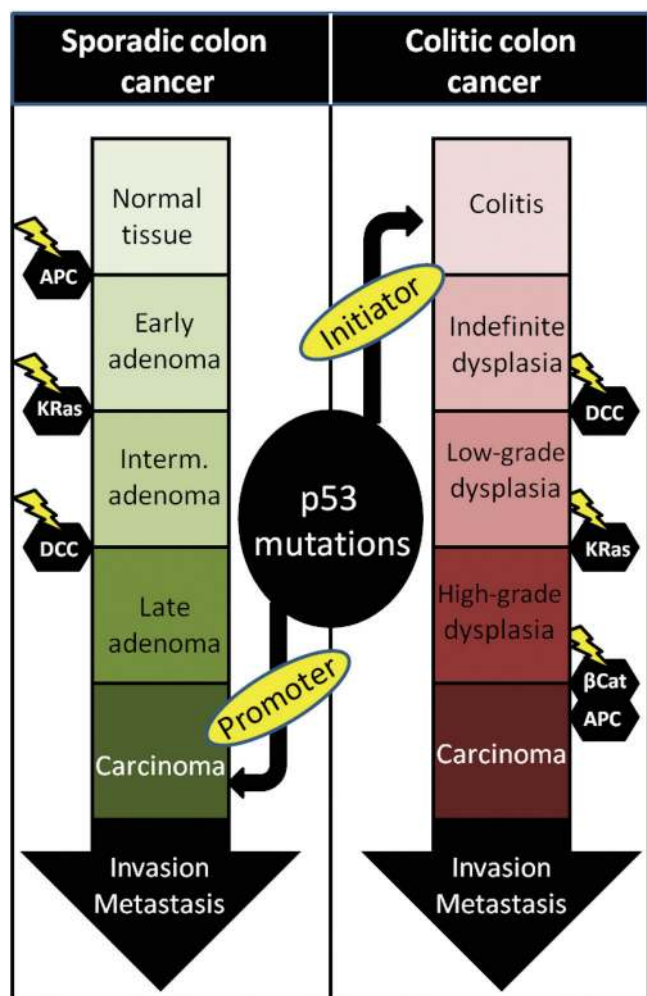 Sporadic colon
cancer
Colitic colon
cancer
Normal
tissue
APC
Early
adenoma
KRas
Interm.
adenoma
DCC
Late
adenoma
Carcinoma
Invasion
Metastasis
Initiator
p53
mutations
Promoter
Colitis
Indefinite
dysplasia
DCC
Low-grade
dysplasia
KRas
High-grade
dysplasia
βCat
APC
Carcinoma
Invasion
Metastasis